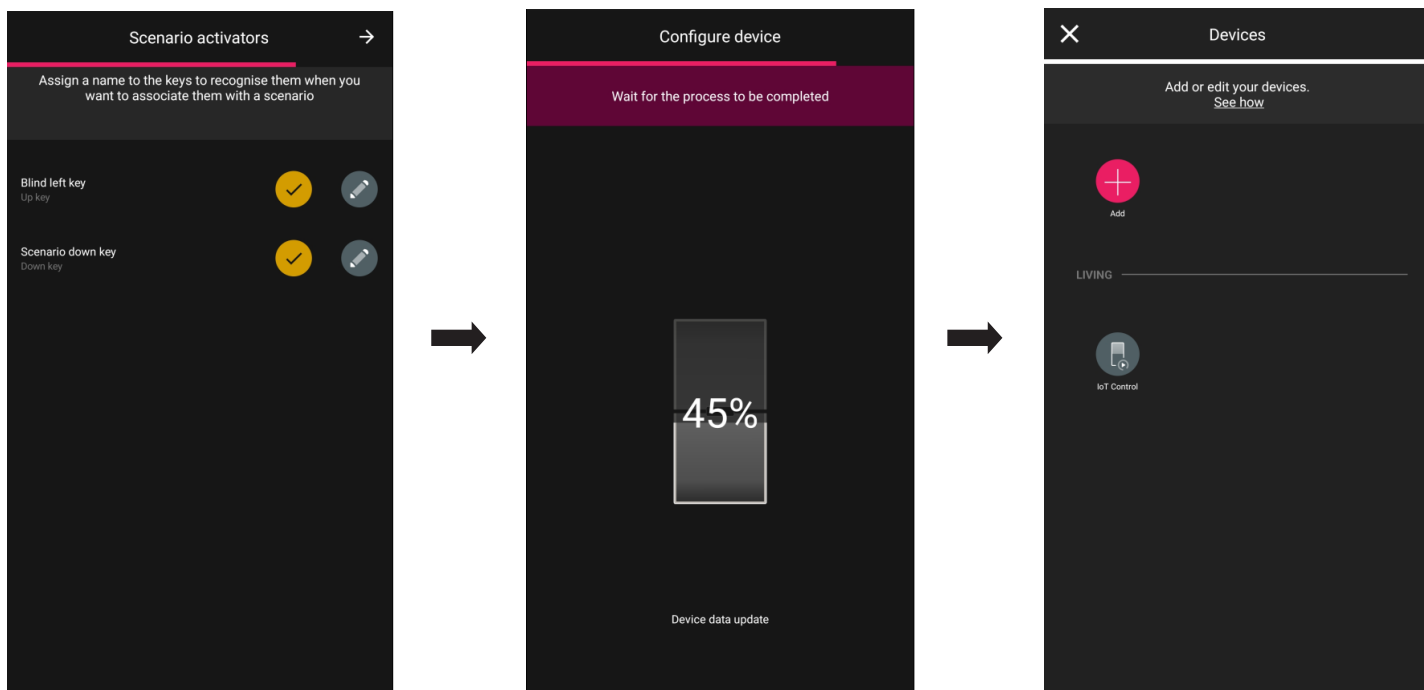 Scenario activators
Assign a name to the keys to recognise them when you
want to associate them with a scenario
Blind left key
Up key
Scenario down key
Down key
Configure device
Wait for the process to be completed
45%
Device data update
Devices
Add or edit your devices.
See how
Add
LIVING
IoT Control